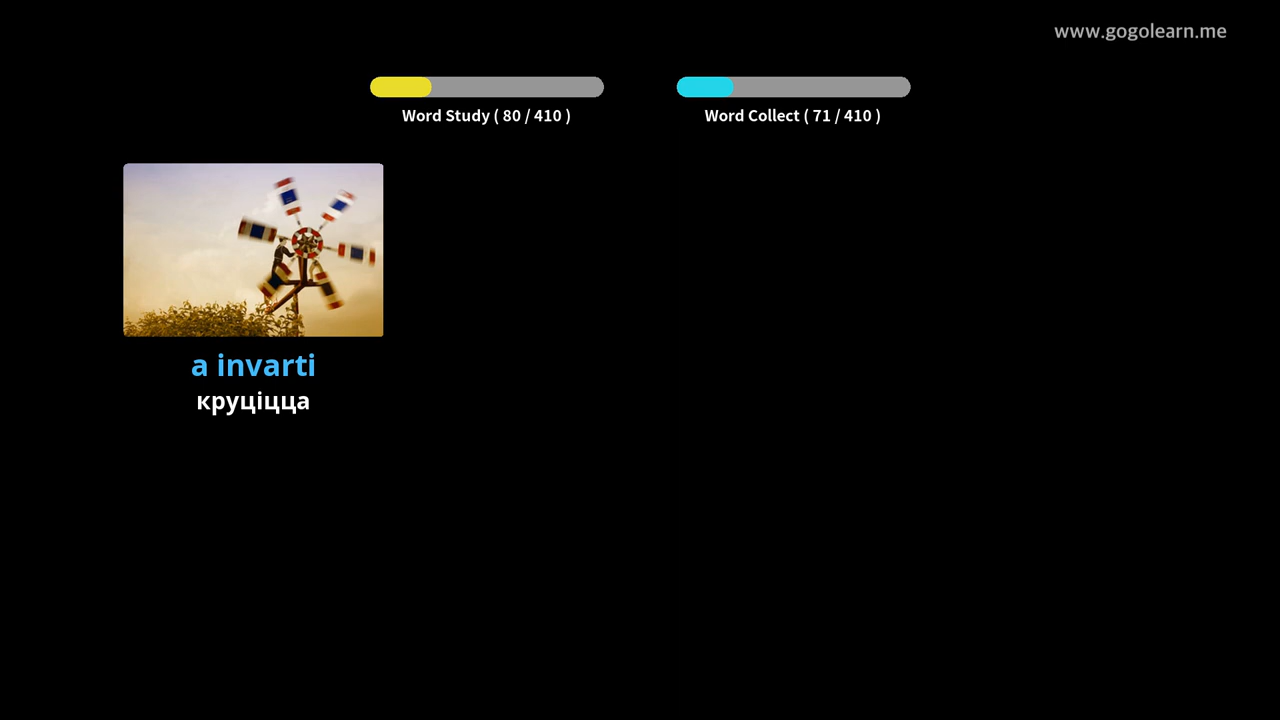 www.gogolearn.me
Word Study ( 80 / 410 )
Word Collect ( 71 / 410 )
a invarti
круціцца